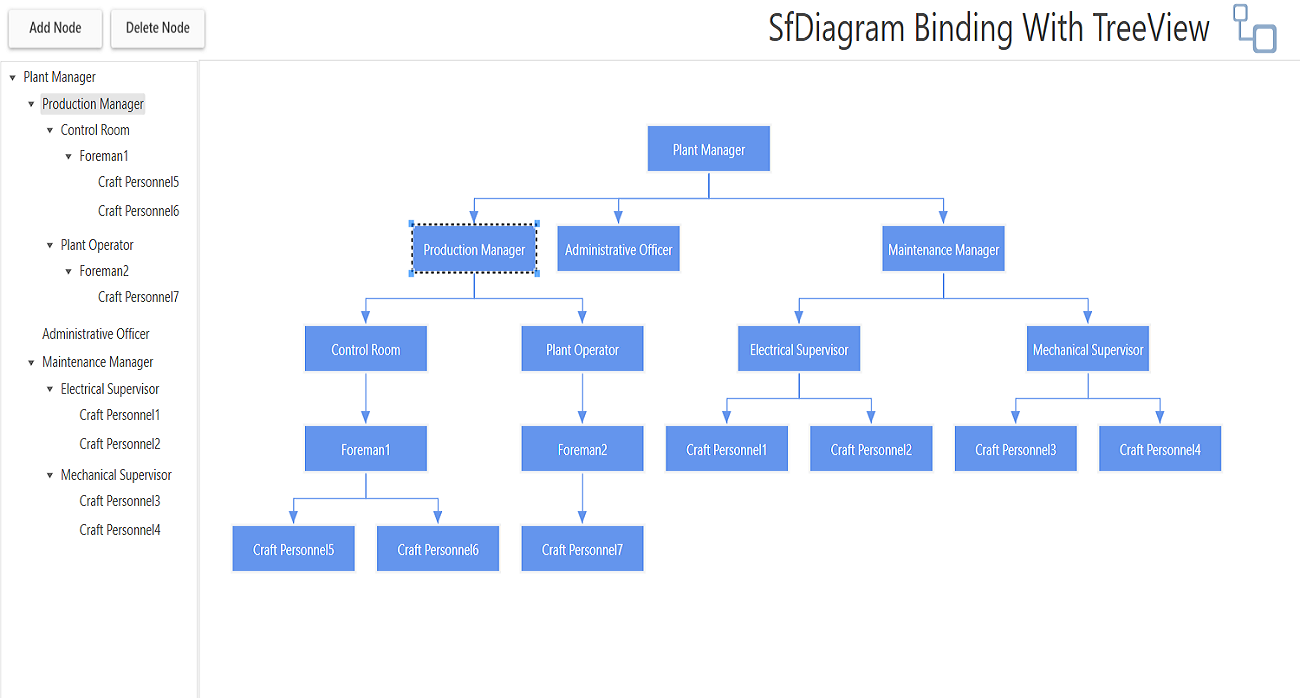 Add Node
Delete Node
SfDiagram Binding With TreeView
Plant Manager
Production Manager
Control Room
Foreman1
Craft Personnel5
Craft Personnel6
Plant Operator
Foreman2
Craft Personnel7
Administrative Officer
Maintenance Manager
Electrical Supervisor
Craft Personnel1
Craft Personnel2
Mechanical Supervisor
Craft Personnel3
Craft Personnel4
Plant Manager
Production Manager
Administrative Officer
Maintenance Manager
Control Room
Plant Operator
Electrical Supervisor
Mechanical Supervisor
Foreman1
Foreman2
Craft Personnel1
Craft Personnel2
Craft Personnel3
Craft Personnel4
Craft Personnel5
Craft Personnel6
Craft Personnel7